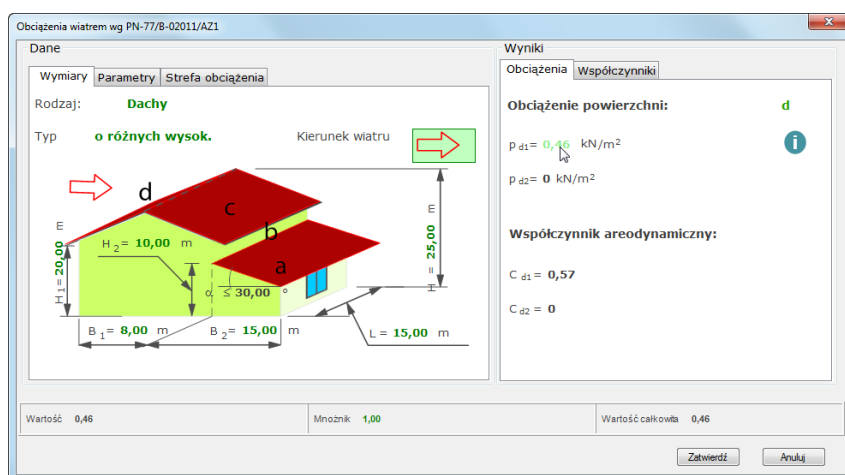 Obciążenia wiatrem wg PN-77/B-02011/AZ1
x
Dane
Wymiary Parametry Strefa obciążenia
Rodzaj: Dachy
Typ o różnych wysok. Kierunek wiatru
d
c
b
a
H 1= 20,00 m
H 2= 10,00 m
α ≤ 30,00 °
H = 25,00 m
B 1= 8,00 m B 2= 15,00 m L = 15,00 m
Wyniki
Obciążenia Współczynniki
Obciążenie powierzchni: d
p d1= 0,46 kN/m²
i
p d2= 0 kN/m²
Współczynnik areodynamiczny:
C d1 = 0,57
C d2 = 0
Wartość 0,46 Mnożnik 1,00 Wartość całkowita 0,46
Zatwierdź Anuluj